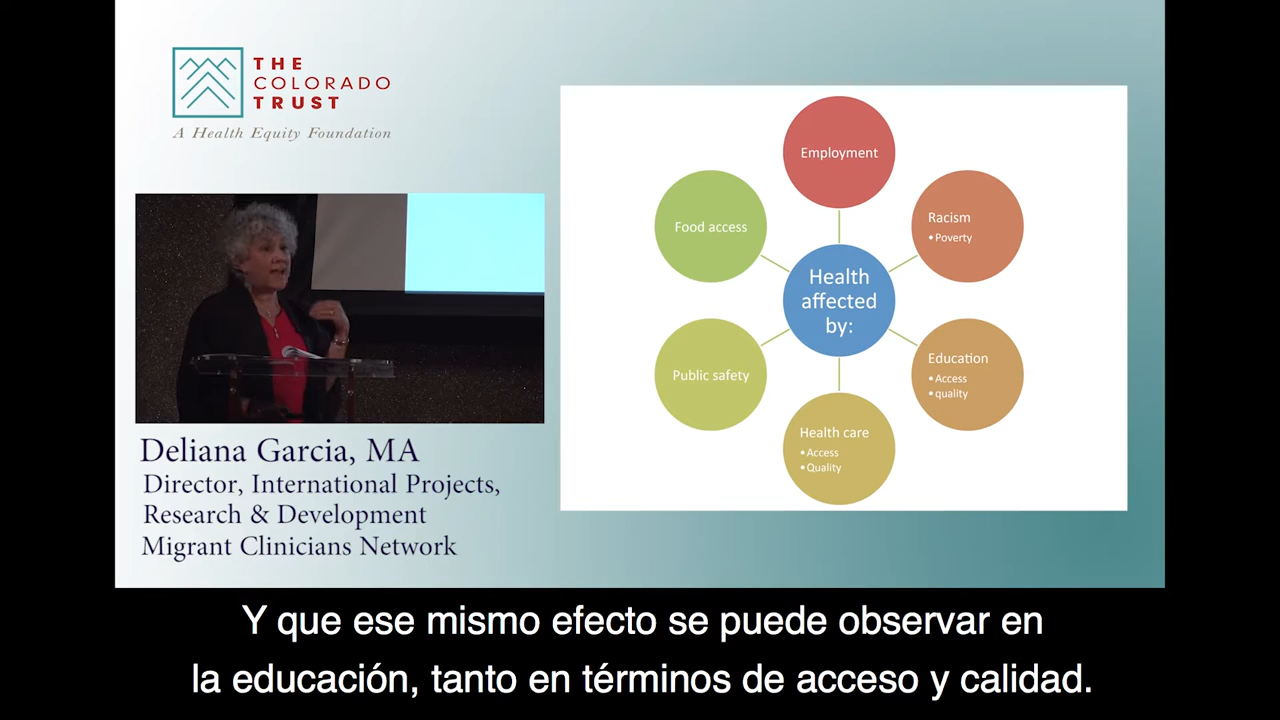 THE
COLORADO
TRUST
A Health Equity Foundation
Deliana Garcia, MA
Director, International Projects,
Research & Development
Migrant Clinicians Network
Employment
Racism
•Poverty
Food access
Health
affected
by:
Education
•Access
•quality
Public safety
Health care
•Access
•Quality
Y que ese mismo efecto se puede observar en
la educación, tanto en términos de acceso y calidad.